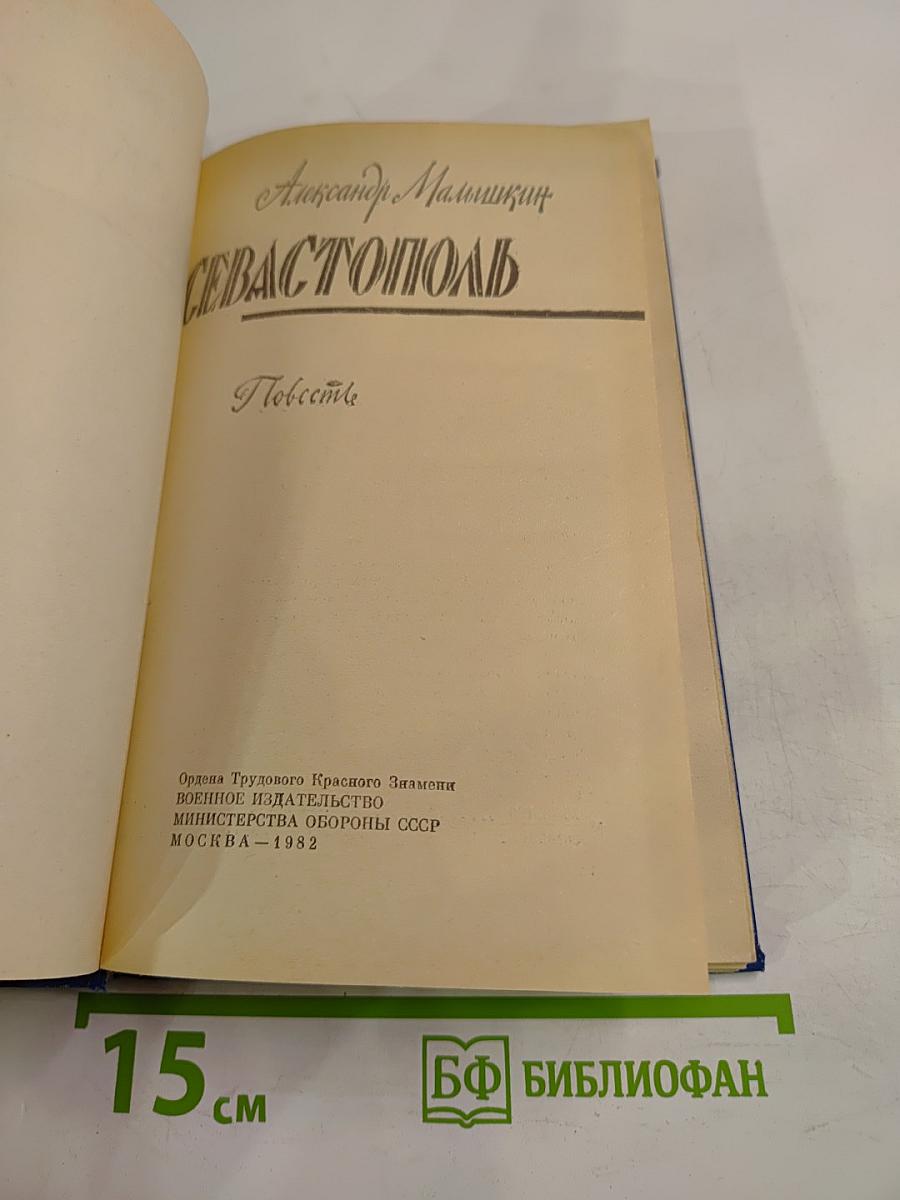 Александр Малышкин
СЕВАСТОПОЛЬ
Повесть
Ордена Трудового Красного Знамени
ВОЕННОЕ ИЗДАТЕЛЬСТВО
МИНИСТЕРСТВА ОБОРОНЫ СССР
МОСКВА — 1982
15 см
БФ БИБЛИОФАН